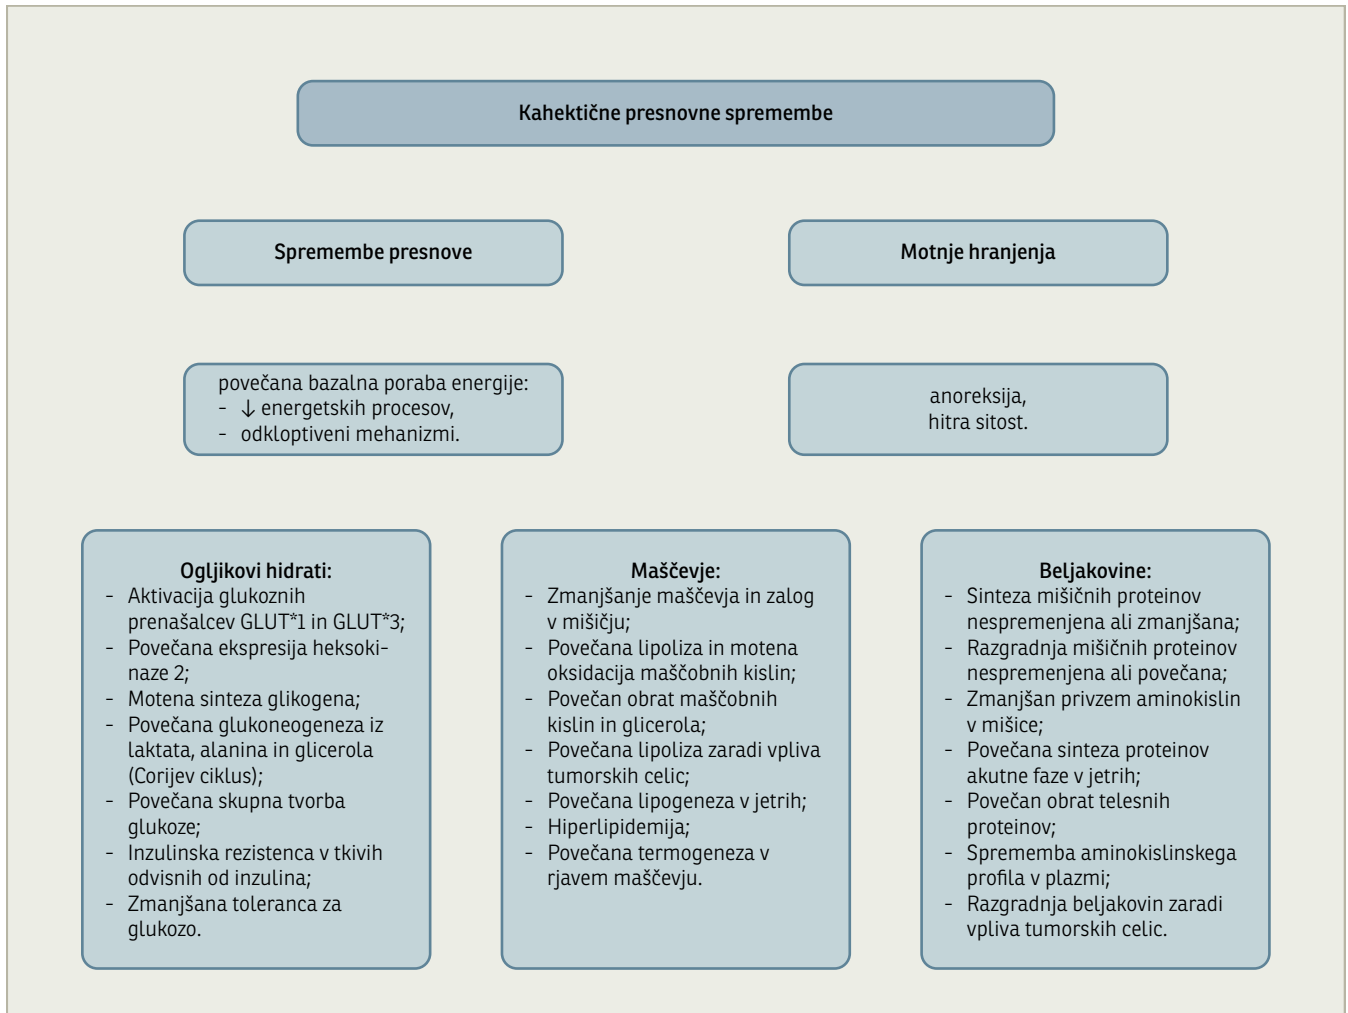 Kahektične presnovne spremembe
Spremembe presnove
Motnje hranjenja
povečana bazalna poraba energije:
- ↓ energetskih procesov,
- odkloptiveni mehanizmi.
anoreksija,
hitra sitost.
Ogljikovi hidrati:
- Aktivacija glukoznih
prenašalcev GLUT*1 in GLUT*3;
- Povečana ekspresija heksoki-
naze 2;
- Motena sinteza glikogena;
- Povečana glukoneogeneza iz
laktata, alanina in glicerola
(Corijev ciklus);
- Povečana skupna tvorba
glukoze;
- Inzulinska rezistenca v tkivih
odvisnih od inzulina;
- Zmanjšana toleranca za
glukozo.
Maščevje:
- Zmanjšanje maščevja in zalog
v mišičju;
- Povečana lipoliza in motena
oksidacija maščobnih kislin;
- Povečan obrat maščobnih
kislin in glicerola;
- Povečana lipoliza zaradi vpliva
tumorskih celic;
- Povečana lipogeneza v jetrih;
- Hiperlipidemija;
- Povečana termogeneza v
rjavem maščevju.
Beljakovine:
- Sinteza mišičnih proteinov
nespremenjena ali zmanjšana;
- Razgradnja mišičnih proteinov
nespremenjena ali povečana;
- Zmanjšan privzem aminokislin
v mišice;
- Povečana sinteza proteinov
akutne faze v jetrih;
- Povečan obrat telesnih
proteinov;
- Sprememba aminokislinskega
profila v plazmi;
- Razgradnja beljakovin zaradi
vpliva tumorskih celic.